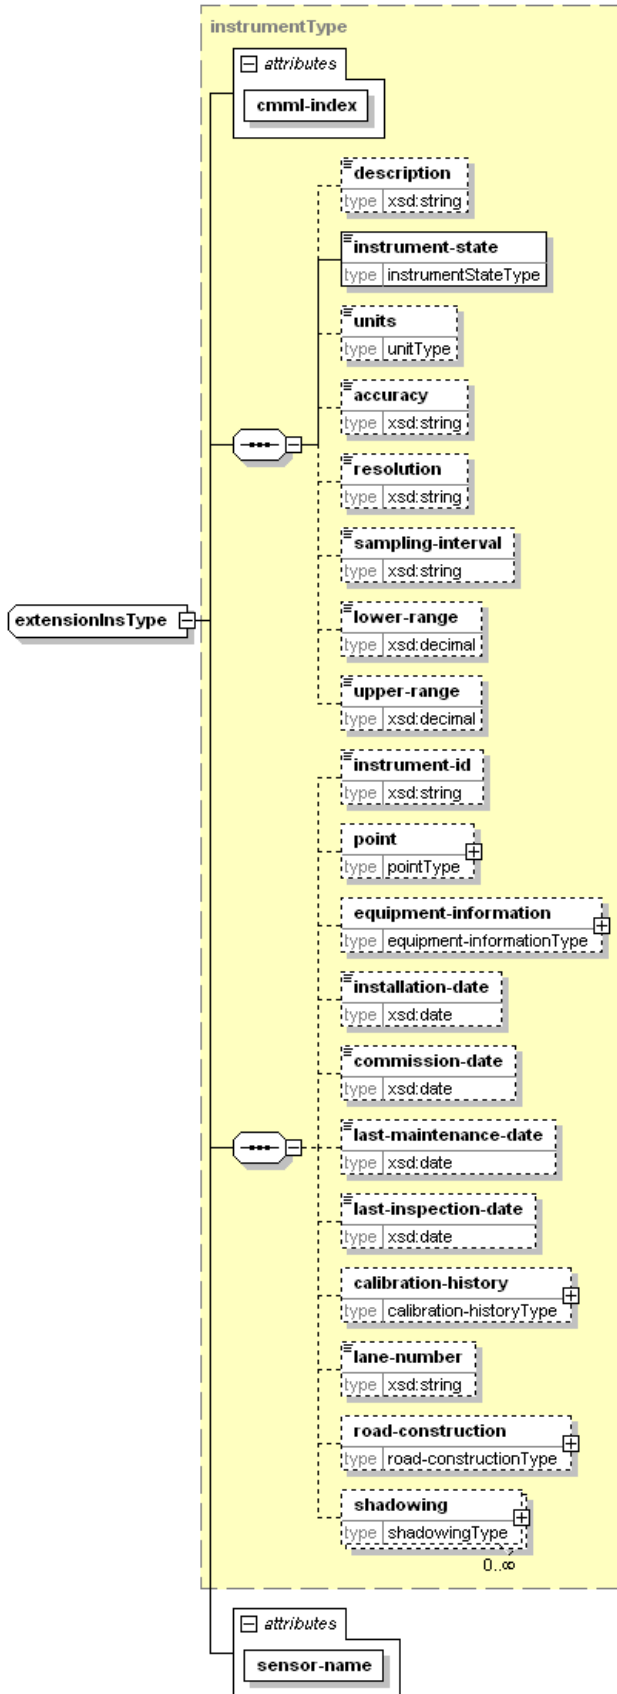 instrumentType
attributes
cmml-index
description
type xsd:string
instrument-state
type instrumentStateType
units
type unitType
accuracy
type xsd:string
resolution
type xsd:string
sampling-interval
type xsd:string
extensionInsType
lower-range
type xsd:decimal
upper-range
type xsd:decimal
instrument-id
type xsd:string
point
type pointType
equipment-information
type equipment-informationType
installation-date
type xsd:date
commission-date
type xsd:date
last-maintenance-date
type xsd:date
last-inspection-date
type xsd:date
calibration-history
type calibration-historyType
lane-number
type xsd:string
road-construction
type road-constructionType
shadowing
type shadowingType
0..∞
attributes
sensor-name